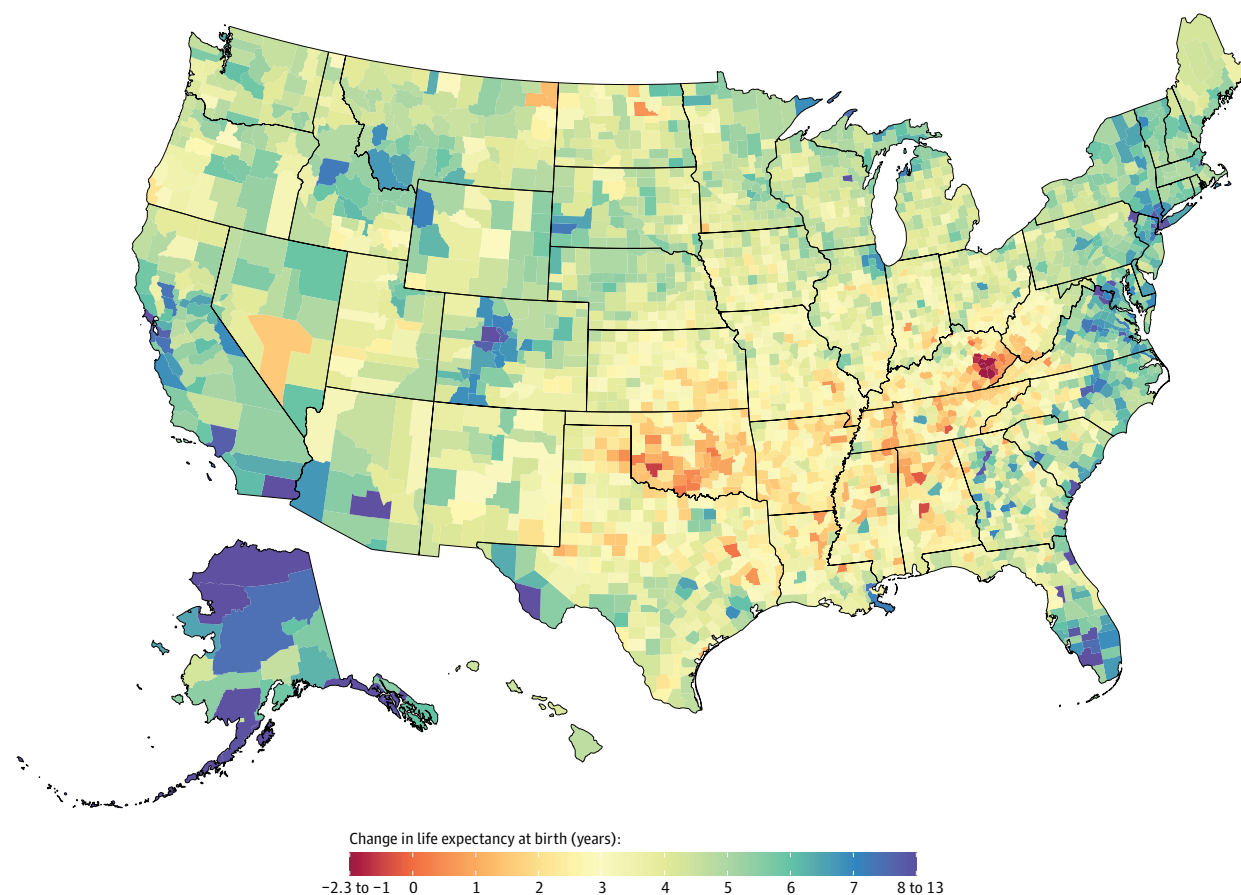 Change in life expectancy at birth (years):
−2.3 to −1 0 1 2 3 4 5 6 7 8 to 13